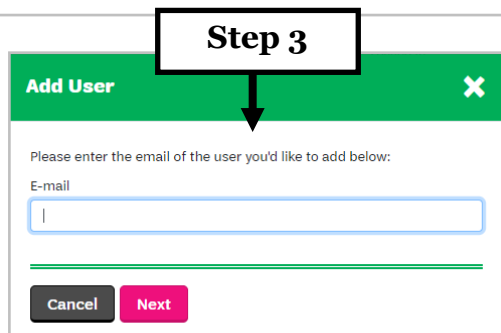 Step 3
Add User
Please enter the email of the user you'd like to add below:
E-mail
Cancel
Next